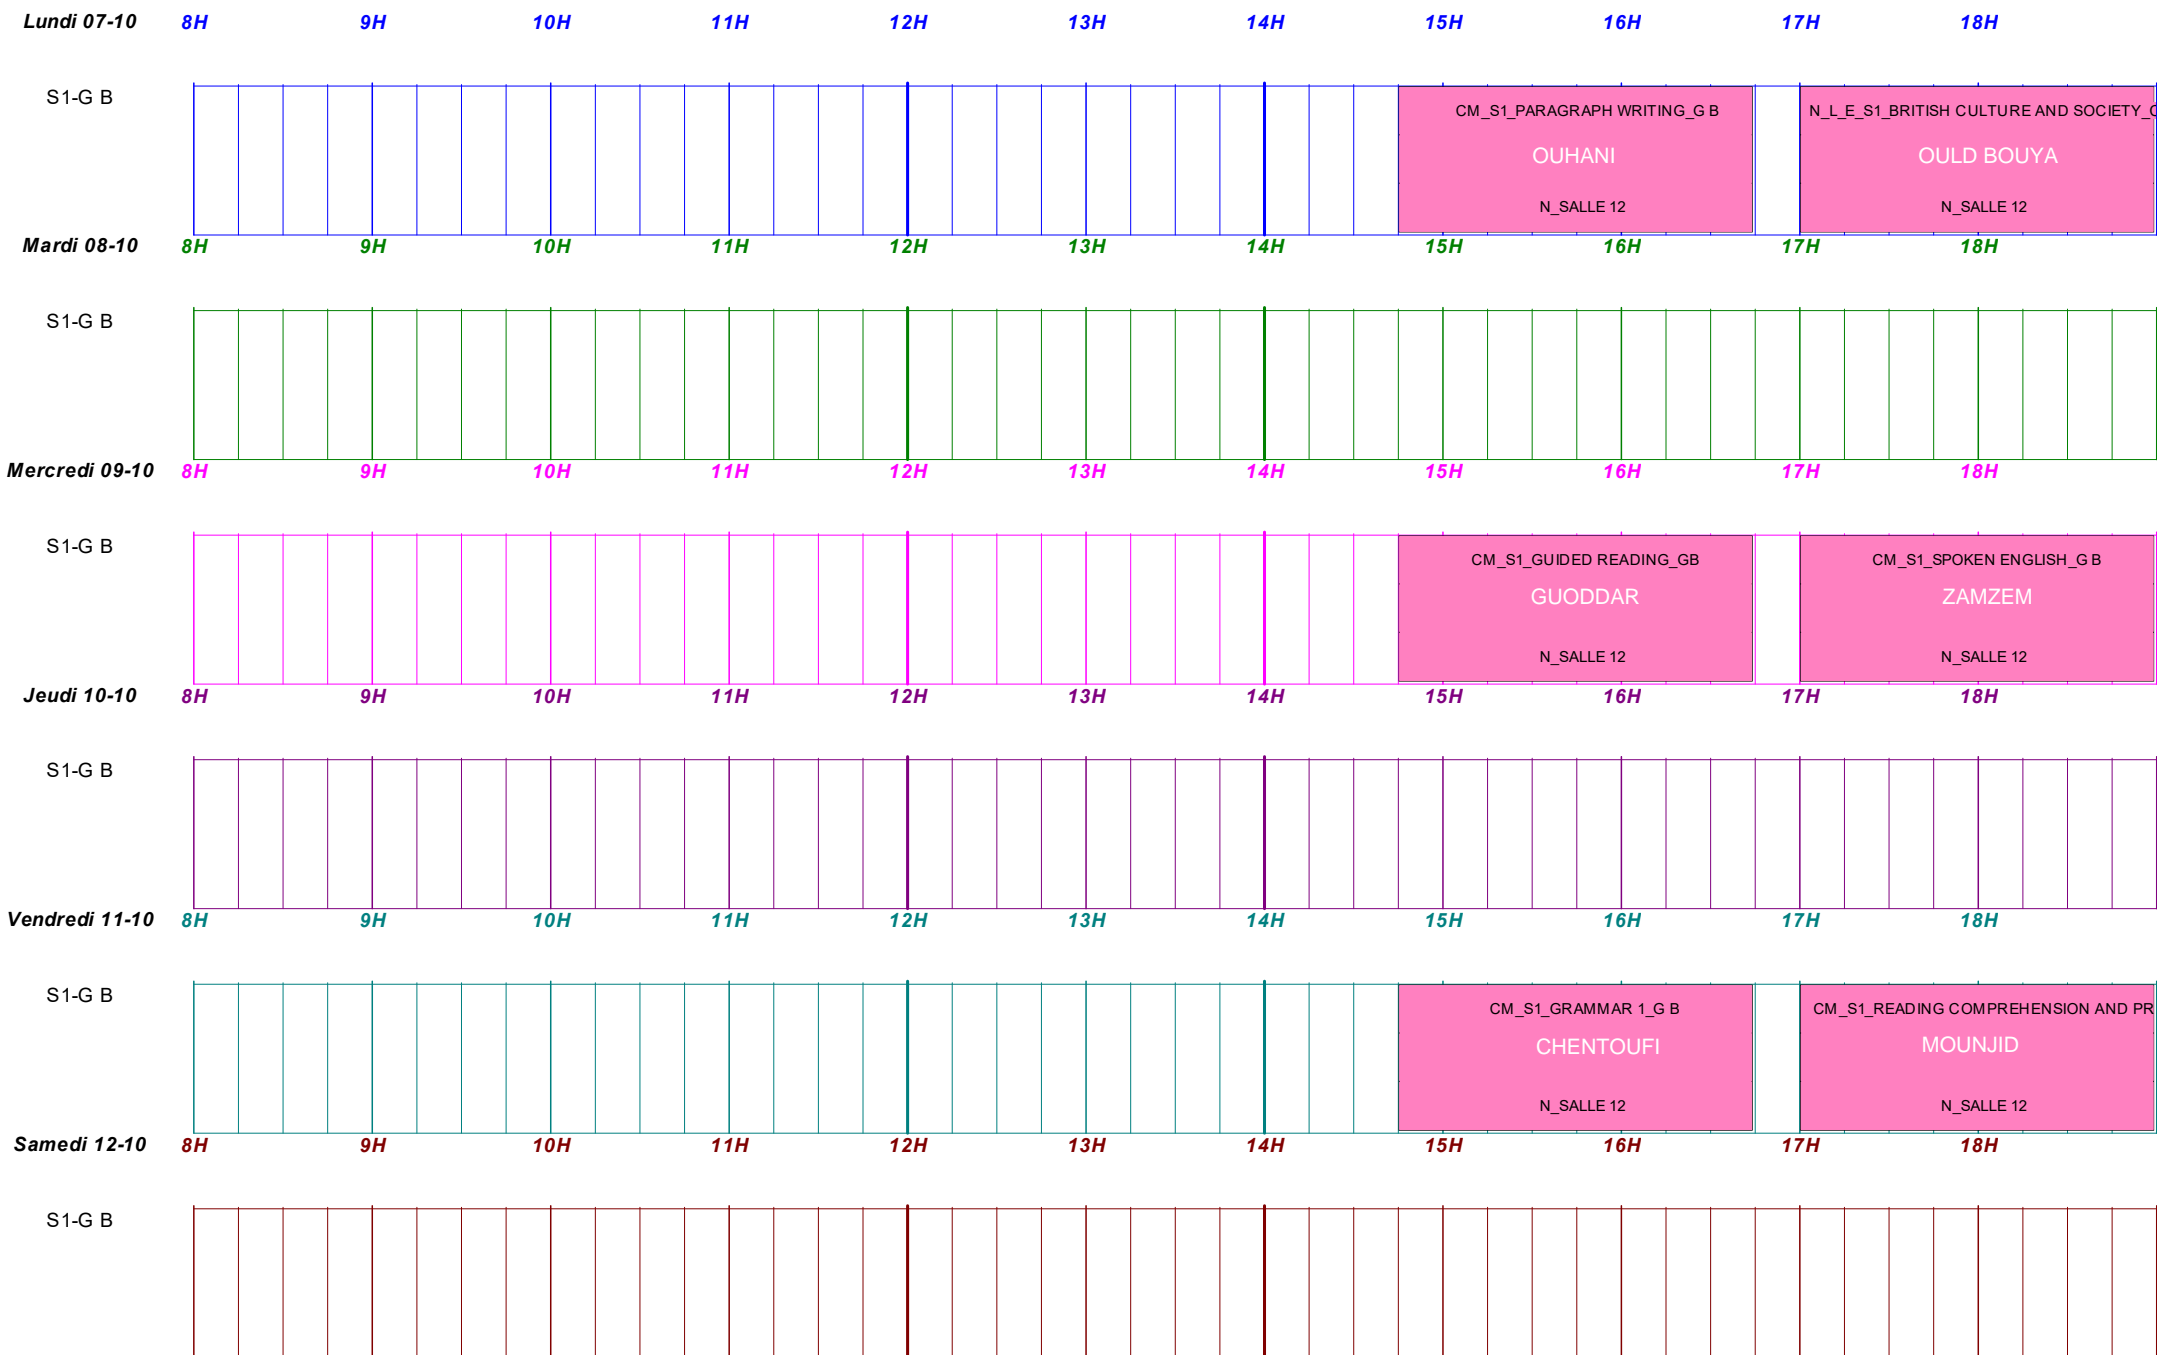 Lundi 07-10 8H 9H 10H 11H 12H 13H 14H 15H 16H 17H 18H
S1-G B
CM_S1_PARAGRAPH WRITING_G B
OUHANI
N_SALLE 12
N_L_E_S1_BRITISH CULTURE AND SOCIETY_
OULD BOUYA
N_SALLE 12
Mardi 08-10 8H 9H 10H 11H 12H 13H 14H 15H 16H 17H 18H
S1-G B
Mercredi 09-10 8H 9H 10H 11H 12H 13H 14H 15H 16H 17H 18H
S1-G B
CM_S1_GUIDED READING_GB
GUODDAR
N_SALLE 12
CM_S1_SPOKEN ENGLISH_G B
ZAMZEM
N_SALLE 12
Jeudi 10-10 8H 9H 10H 11H 12H 13H 14H 15H 16H 17H 18H
S1-G B
Vendredi 11-10 8H 9H 10H 11H 12H 13H 14H 15H 16H 17H 18H
S1-G B
CM_S1_GRAMMAR 1_G B
CHENTOUFI
N_SALLE 12
CM_S1_READING COMPREHENSION AND PR
MOUNJID
N_SALLE 12
Samedi 12-10 8H 9H 10H 11H 12H 13H 14H 15H 16H 17H 18H
S1-G B